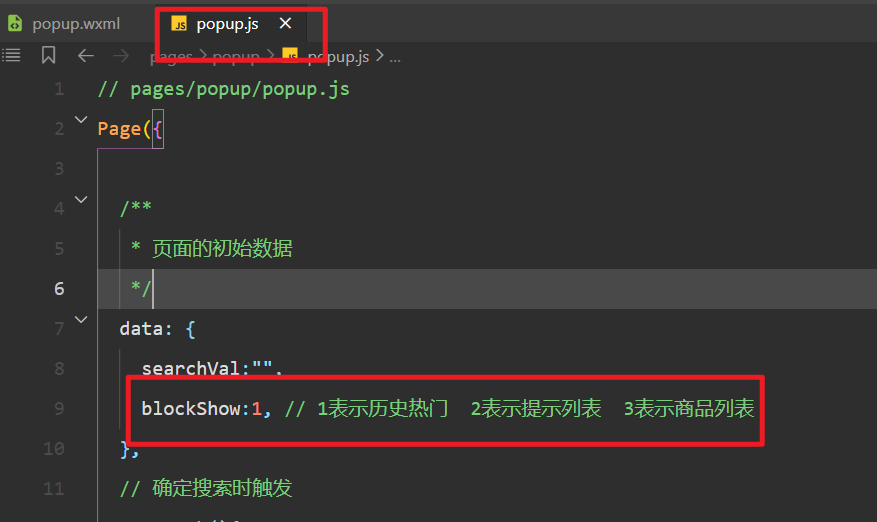 popup.wxml
JS popup.js ×
pages > popup > JS popup.js > ...
1 // pages/popup/popup.js
2 Page({
3
4 /**
5 * 页面的初始数据
6 */
7 data: {
8 searchVal:"",
9 blockShow:1, // 1表示历史热门 2表示提示列表 3表示商品列表
10 },
11 // 确定搜索时触发